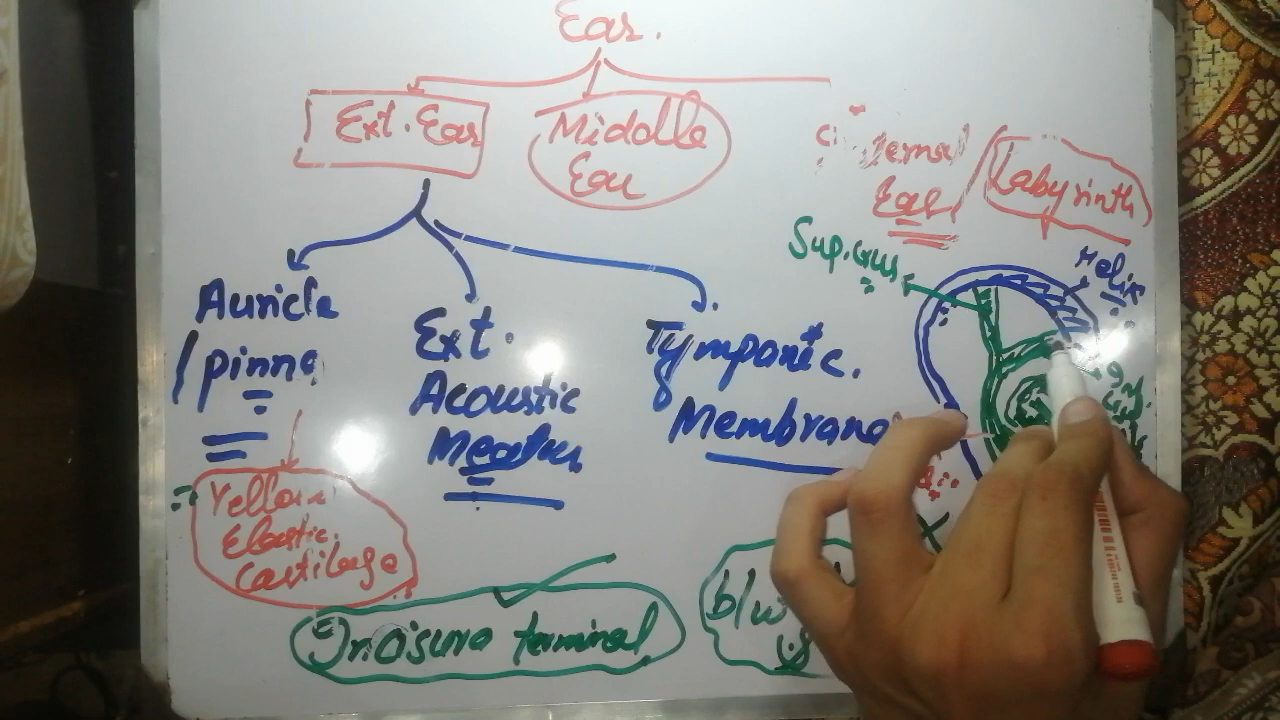 Ear.
Ext. Ear
Middle
Ear
ternal
Ear / Labyrinth
Sup. Crus
Helix
Auricle
/pinna
Ext.
Acoustic
Meatus
Tympanic.
Membrane
Yellow
Elastic.
Cartilage
Incisura terminal
b/w